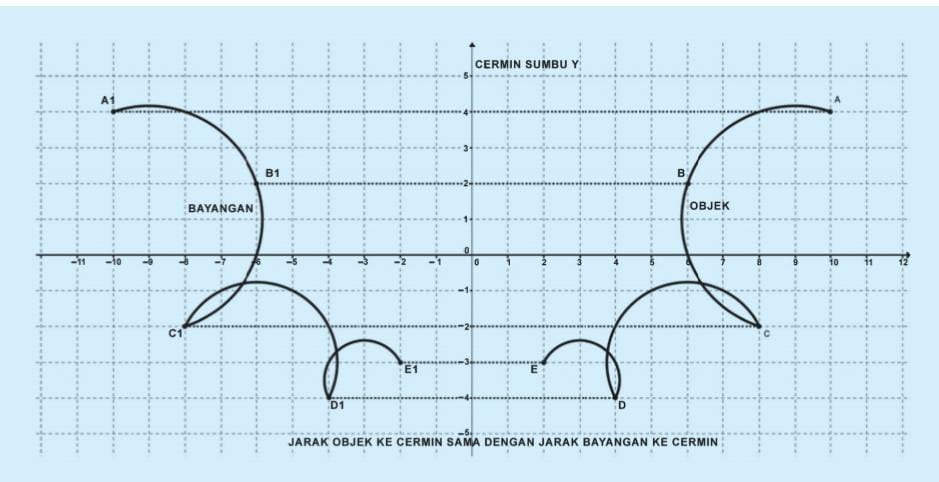 CERMIN SUMBU Y
5
A1
A
4
3
B1
B
2
BAYANGAN
OBJEK
1
0
–11 –10 –9 –8 –7 –6 –5 –4 –3 –2 –1 0 1 2 3 4 5 6 7 8 9 10 11 12
–1
–2
C1
C
–3
E1
E
–4
D1
D
–5
JARAK OBJEK KE CERMIN SAMA DENGAN JARAK BAYANGAN KE CERMIN